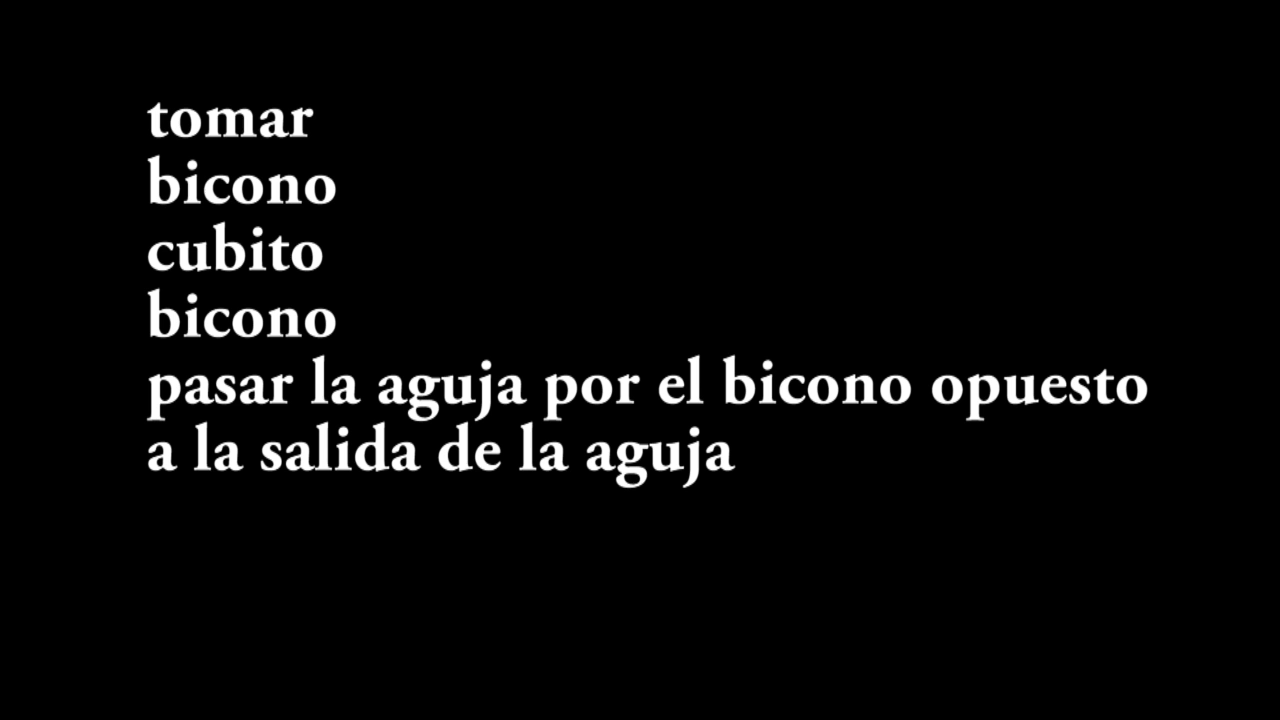 tomar
bicono
cubito
bicono
pasar la aguja por el bicono opuesto
a la salida de la aguja